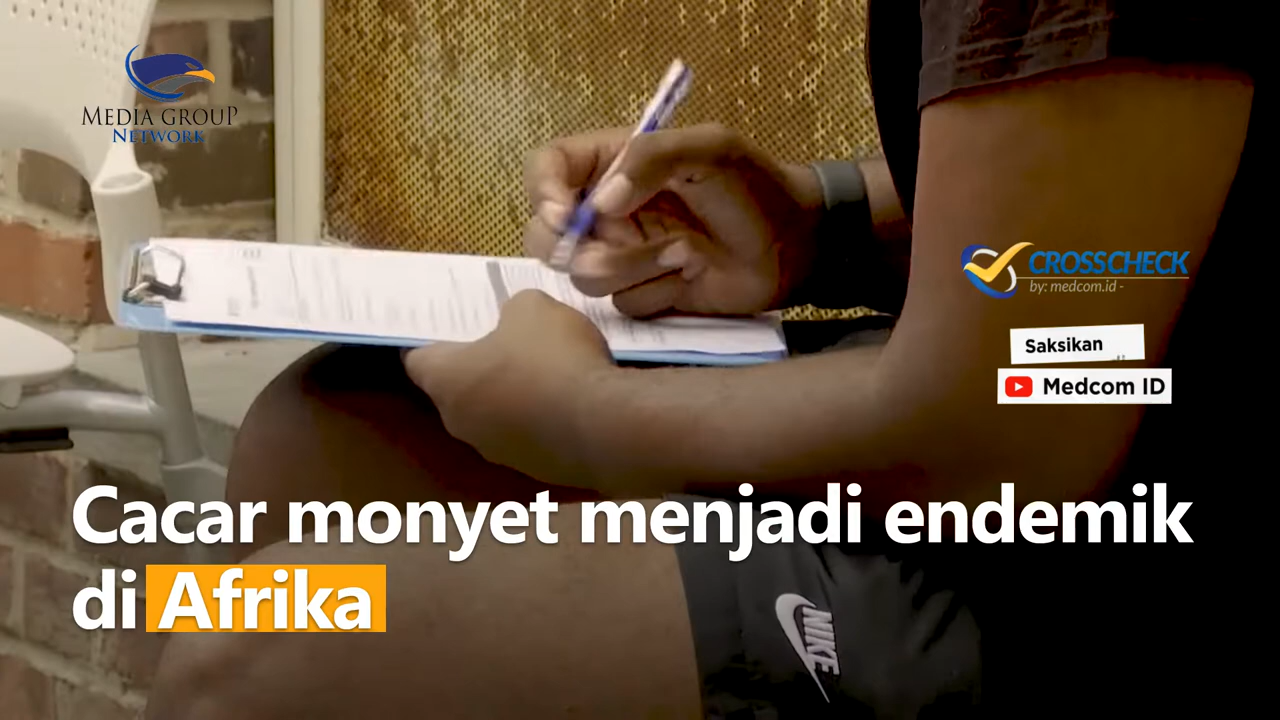 MEDIA GROUP
NETWORK
CROSSCHECK
by: medcom.id -
Saksikan
Medcom ID
Cacar monyet menjadi endemik
di Afrika
NIKE